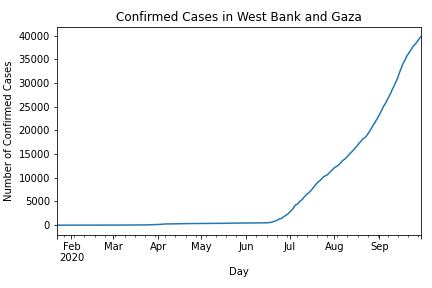 Confirmed Cases in West Bank and Gaza
Number of Confirmed Cases
40000
35000
30000
25000
20000
15000
10000
5000
0
Feb Mar Apr May Jun Jul Aug Sep
2020
Day